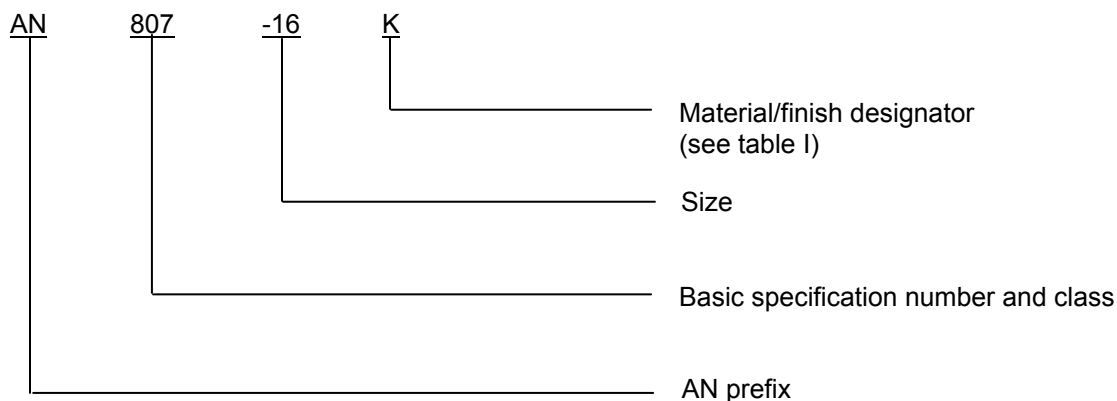 AN 807 -16 K
Material/finish designator
(see table I)
Size
Basic specification number and class
AN prefix